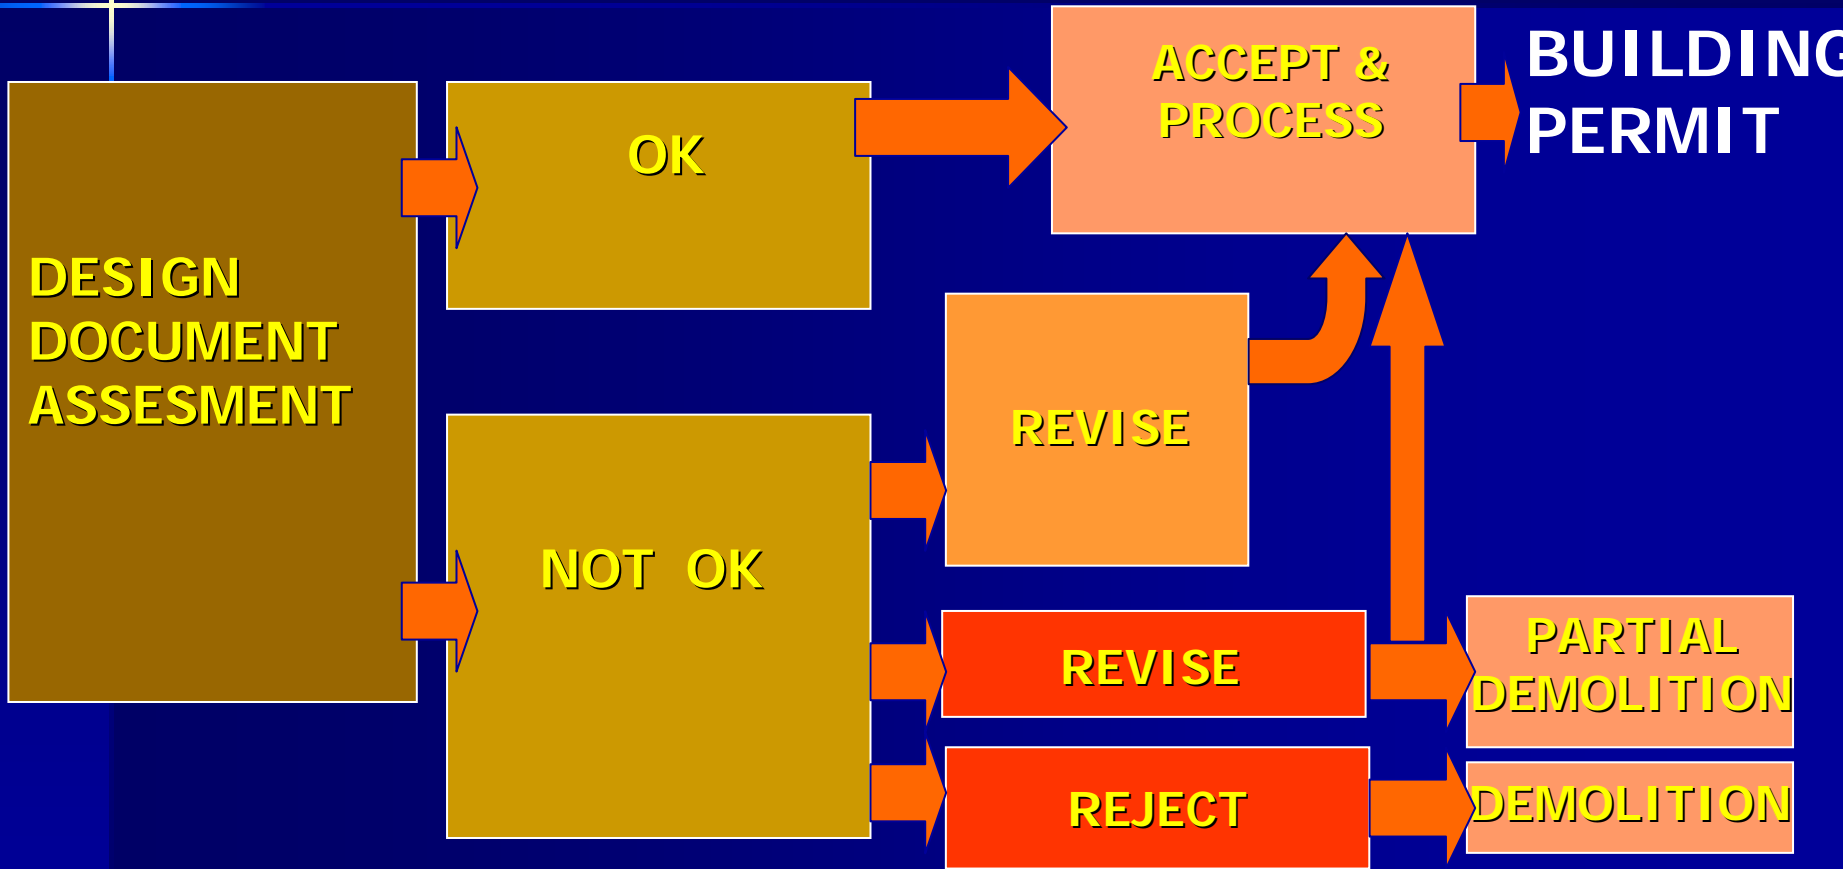 DESIGN
DOCUMENT
ASSESMENT
OK
NOT OK
ACCEPT &
PROCESS
BUILDING
PERMIT
REVISE
REVISE
REJECT
PARTIAL
DEMOLITION
DEMOLITION